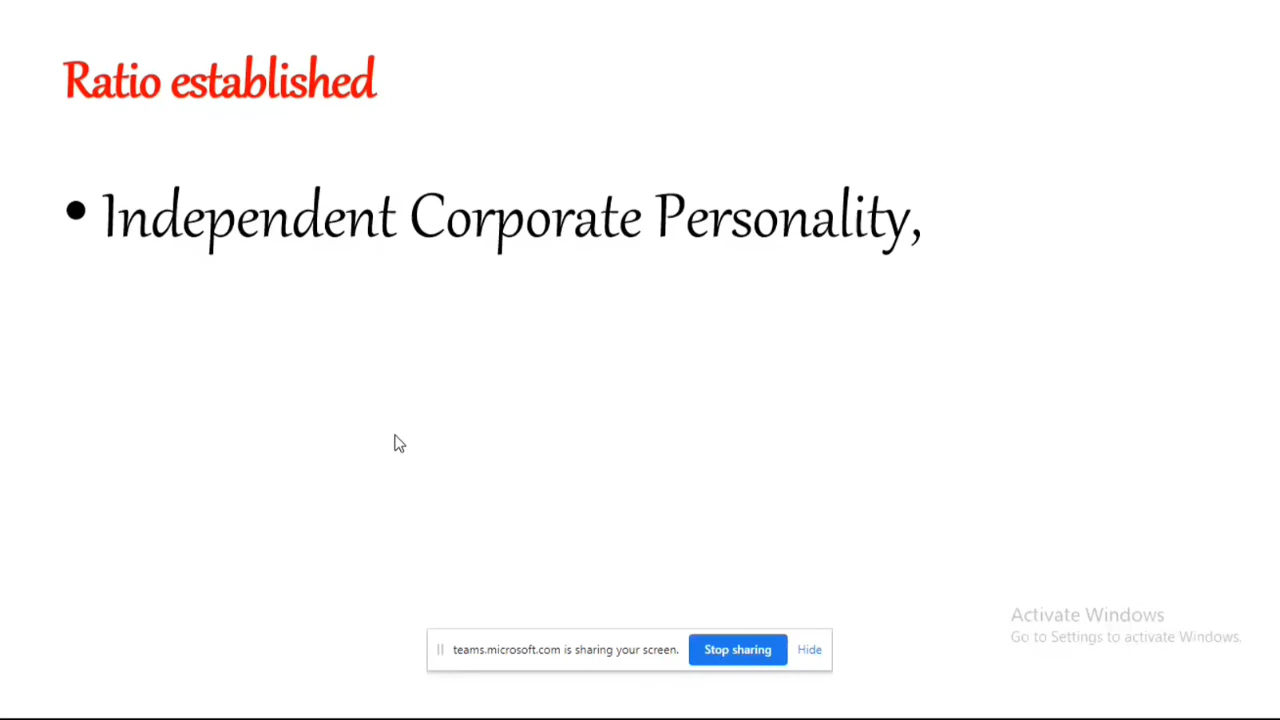 Ratio established
• Independent Corporate Personality,
Activate Windows
Go to Settings to activate Windows.
teams.microsoft.com is sharing your screen. Stop sharing Hide